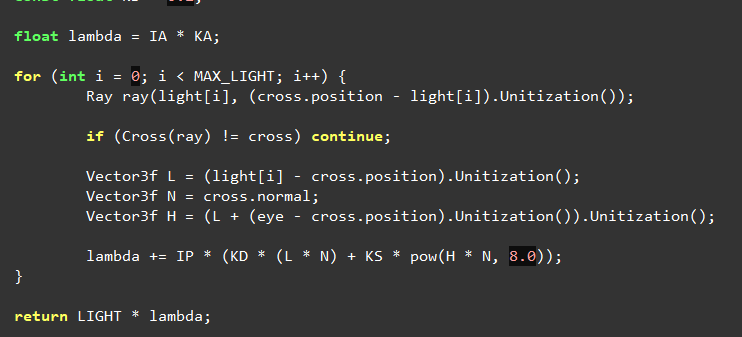 float lambda = IA * KA;
for (int i = 0; i < MAX_LIGHT; i++) {
Ray ray(light[i], (cross.position - light[i]).Unitization());
if (Cross(ray) != cross) continue;
Vector3f L = (light[i] - cross.position).Unitization();
Vector3f N = cross.normal;
Vector3f H = (L + (eye - cross.position).Unitization()).Unitization();
lambda += IP * (KD * (L * N) + KS * pow(H * N, 8.0));
}
return LIGHT * lambda;